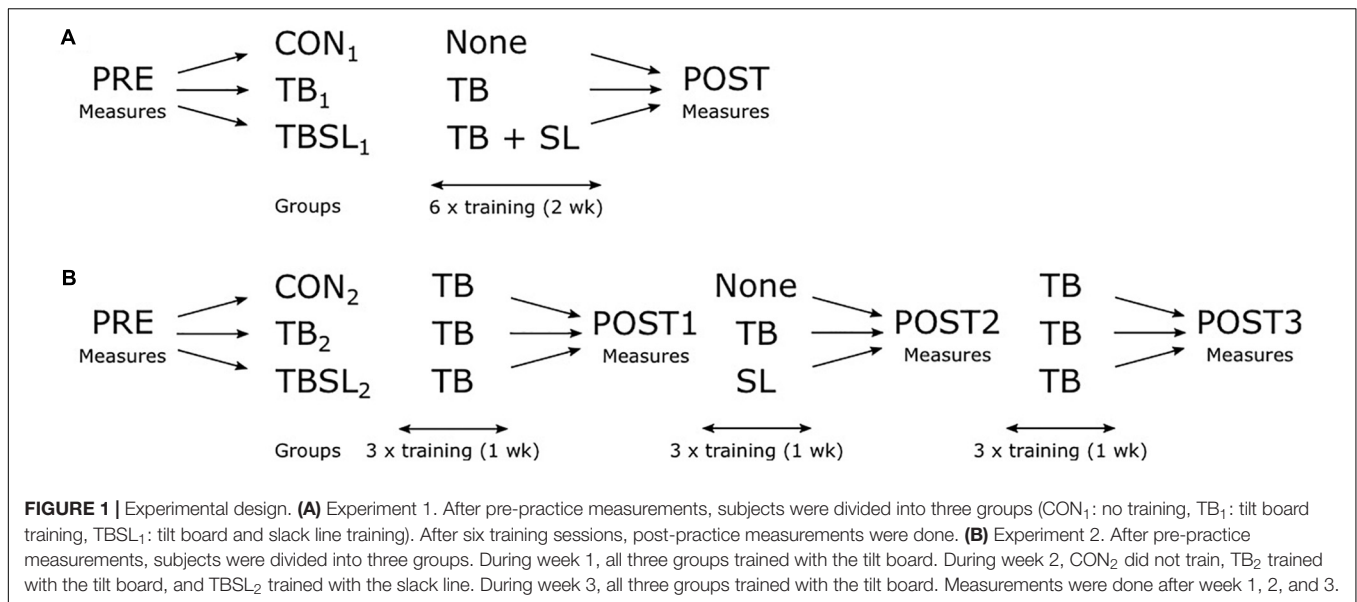 A
CON₁ None
PRE TB₁ TB POST
Measures Measures
TBSL₁ TB + SL
Groups 6 x training (2 wk)
B
CON₂ TB None TB
PRE TB₂ TB POST1 TB POST2 TB POST3
Measures Measures Measures Measures
TBSL₂ TB SL TB
Groups 3 x training (1 wk) 3 x training (1 wk) 3 x training (1 wk)
FIGURE 1 | Experimental design. (A) Experiment 1. After pre-practice measurements, subjects were divided into three groups (CON₁: no training, TB₁: tilt board
training, TBSL₁: tilt board and slack line training). After six training sessions, post-practice measurements were done. (B) Experiment 2. After pre-practice
measurements, subjects were divided into three groups. During week 1, all three groups trained with the tilt board. During week 2, CON₂ did not train, TB₂ trained
with the tilt board, and TBSL₂ trained with the slack line. During week 3, all three groups trained with the tilt board. Measurements were done after week 1, 2, and 3.